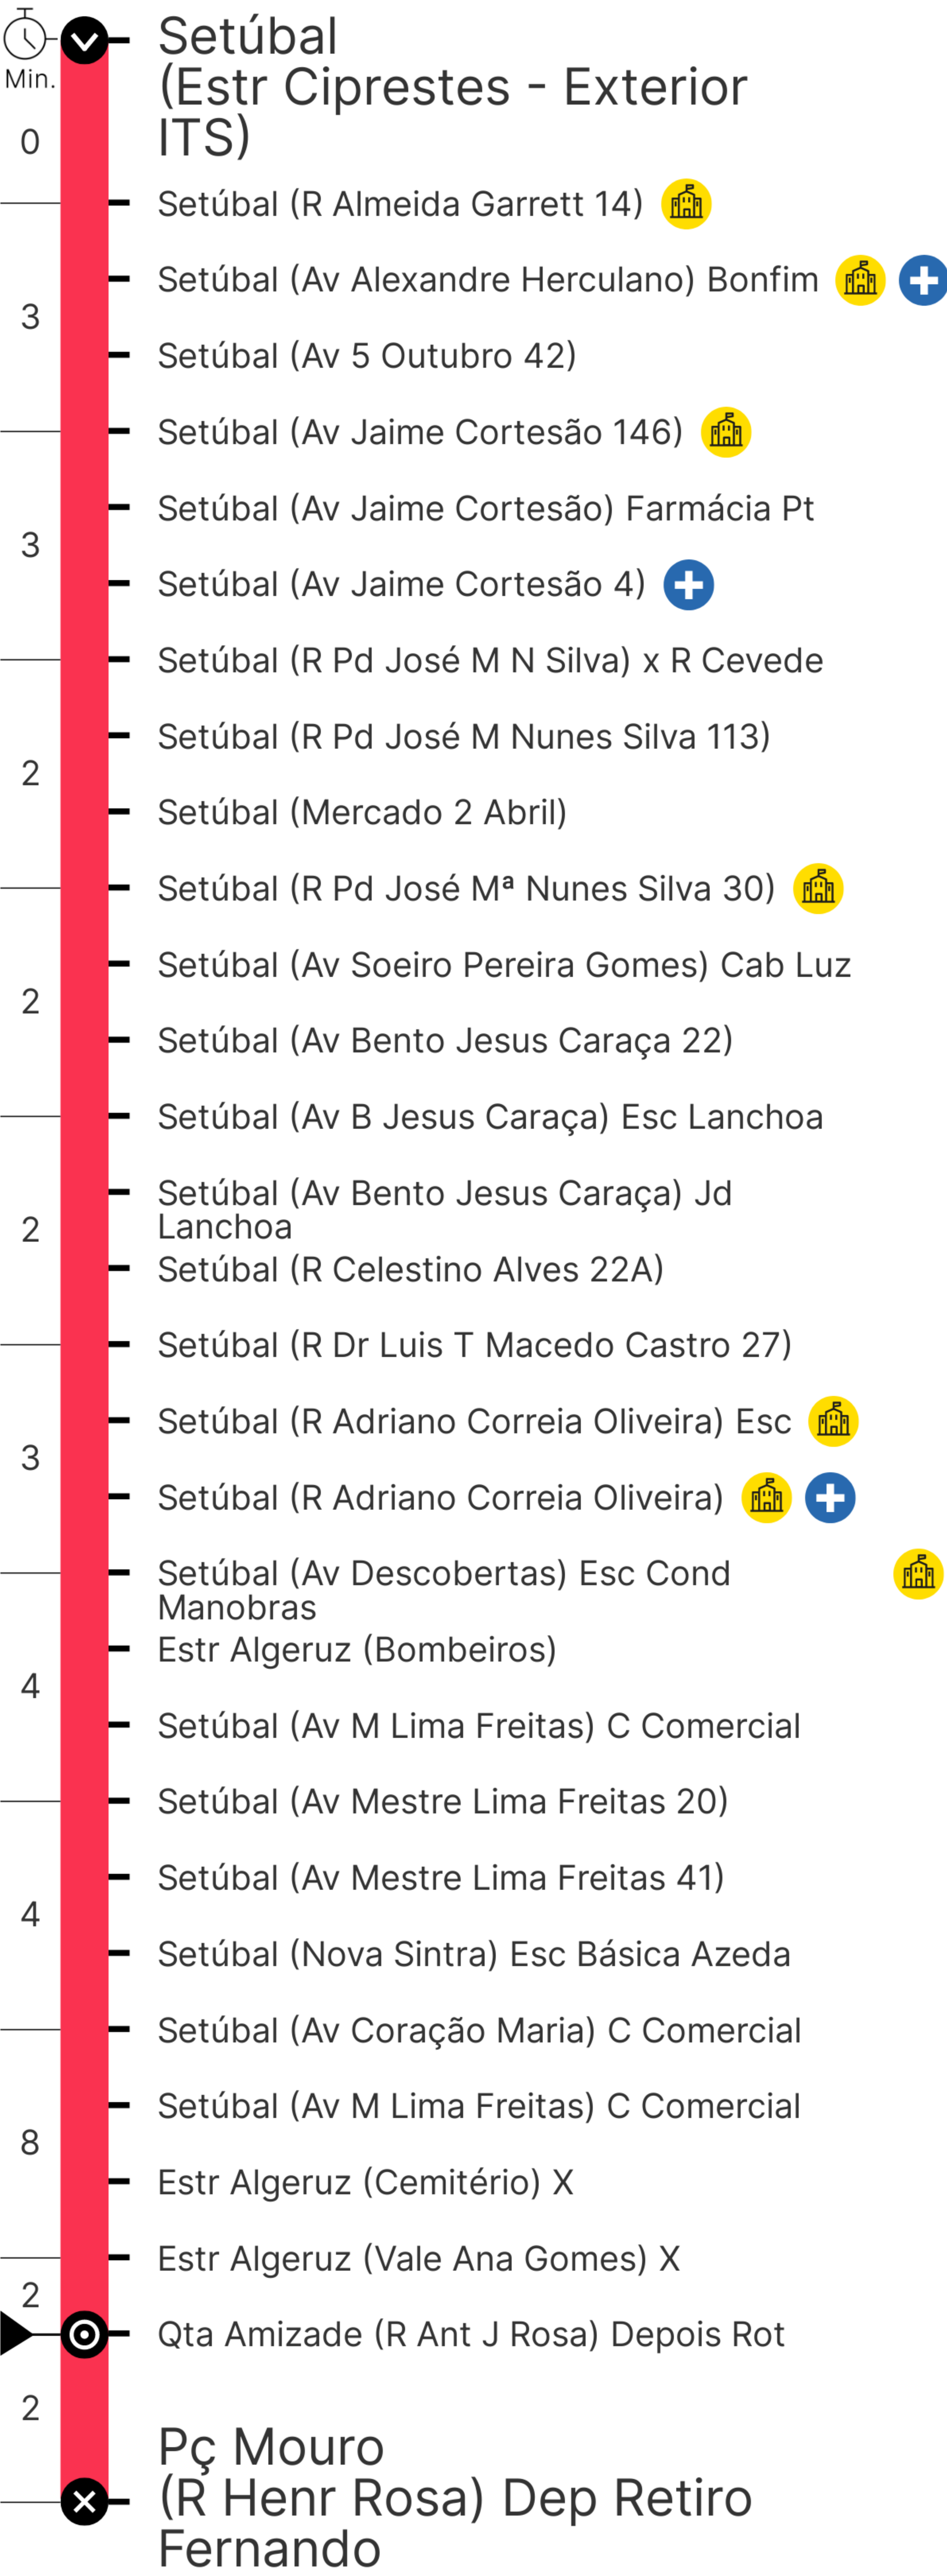 Min.
Setúbal
(Estr Ciprestes - Exterior
ITS)
0
Setúbal (R Almeida Garrett 14)
Setúbal (Av Alexandre Herculano) Bonfim
3
Setúbal (Av 5 Outubro 42)
Setúbal (Av Jaime Cortesão 146)
Setúbal (Av Jaime Cortesão) Farmácia Pt
3
Setúbal (Av Jaime Cortesão 4)
Setúbal (R Pd José M N Silva) x R Cevede
Setúbal (R Pd José M Nunes Silva 113)
2
Setúbal (Mercado 2 Abril)
Setúbal (R Pd José Mª Nunes Silva 30)
Setúbal (Av Soeiro Pereira Gomes) Cab Luz
2
Setúbal (Av Bento Jesus Caraça 22)
Setúbal (Av B Jesus Caraça) Esc Lanchoa
Setúbal (Av Bento Jesus Caraça) Jd
Lanchoa
2
Setúbal (R Celestino Alves 22A)
Setúbal (R Dr Luis T Macedo Castro 27)
Setúbal (R Adriano Correia Oliveira) Esc
3
Setúbal (R Adriano Correia Oliveira)
Setúbal (Av Descobertas) Esc Cond
Manobras
Estr Algeruz (Bombeiros)
4
Setúbal (Av M Lima Freitas) C Comercial
Setúbal (Av Mestre Lima Freitas 20)
Setúbal (Av Mestre Lima Freitas 41)
4
Setúbal (Nova Sintra) Esc Básica Azeda
Setúbal (Av Coração Maria) C Comercial
Setúbal (Av M Lima Freitas) C Comercial
8
Estr Algeruz (Cemitério) X
Estr Algeruz (Vale Ana Gomes) X
2
Qta Amizade (R Ant J Rosa) Depois Rot
2
Pç Mouro
(R Henr Rosa) Dep Retiro
Fernando